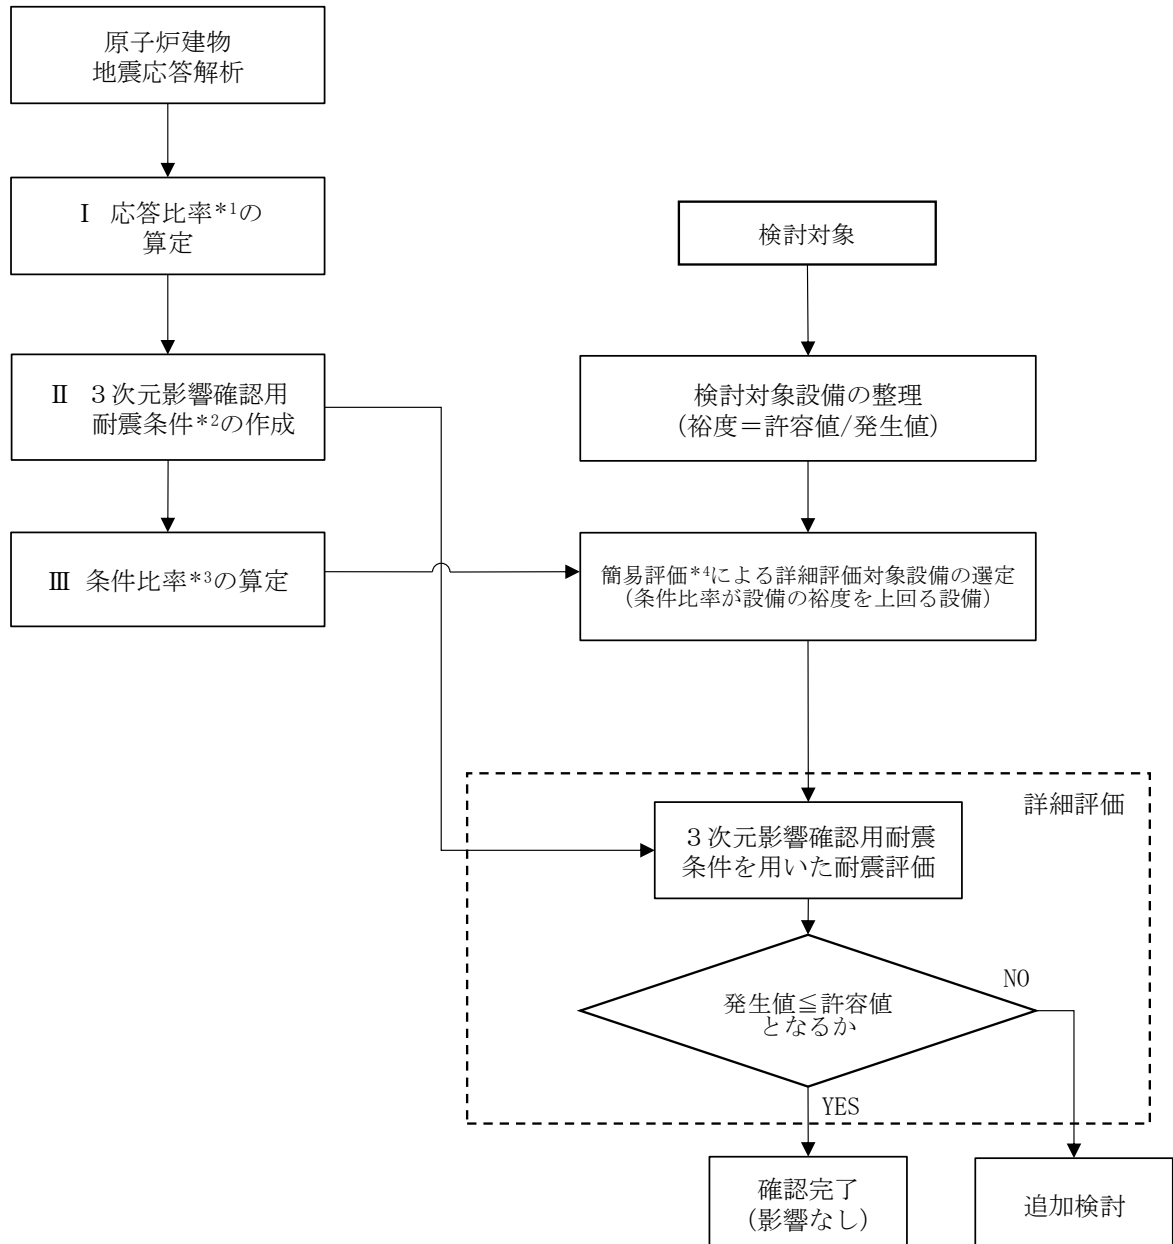 原子炉建物
地震応答解析
Ⅰ 応答比率*1の
算定
Ⅱ ３次元影響確認用
耐震条件*2の作成
Ⅲ 条件比率*3の算定
検討対象
検討対象設備の整理
(裕度＝許容値/発生値)
簡易評価*4による詳細評価対象設備の選定
(条件比率が設備の裕度を上回る設備)
詳細評価
３次元影響確認用耐震
条件を用いた耐震評価
発生値≦許容値
となるか
NO
YES
確認完了
(影響なし)
追加検討